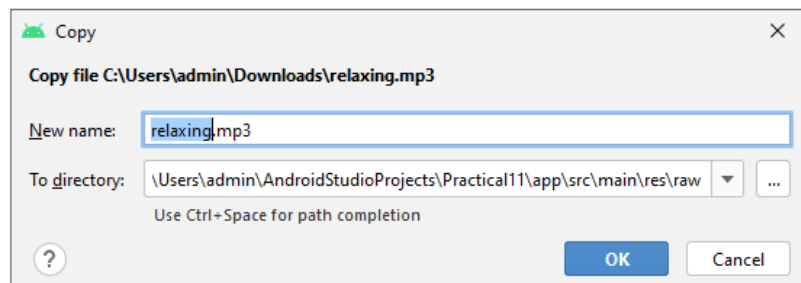 Copy
Copy file C:\Users\admin\Downloads\relaxing.mp3
New name: relaxing.mp3
To directory: \Users\admin\AndroidStudioProjects\Practical11\app\src\main\res\raw ...
Use Ctrl+Space for path completion
? OK Cancel